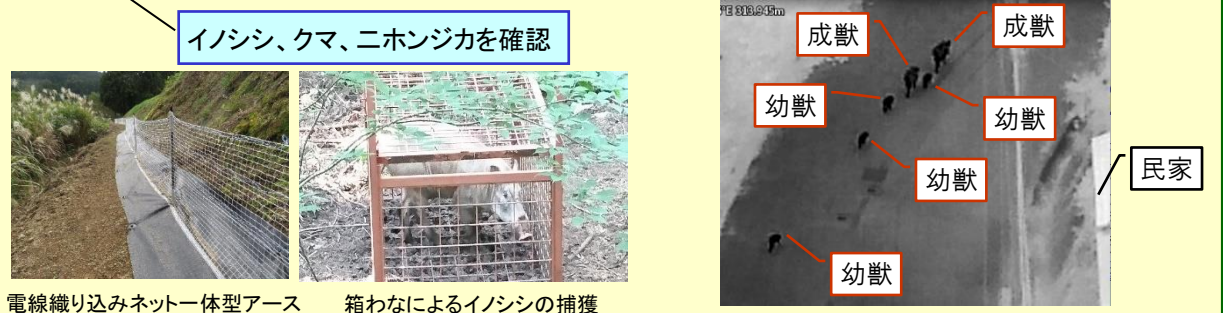 イノシシ、クマ、ニホンジカを確認
電線織り込みネット一体型アース
箱わなによるイノシシの捕獲
°E 313.945m
成獣
成獣
幼獣
幼獣
幼獣
民家
幼獣